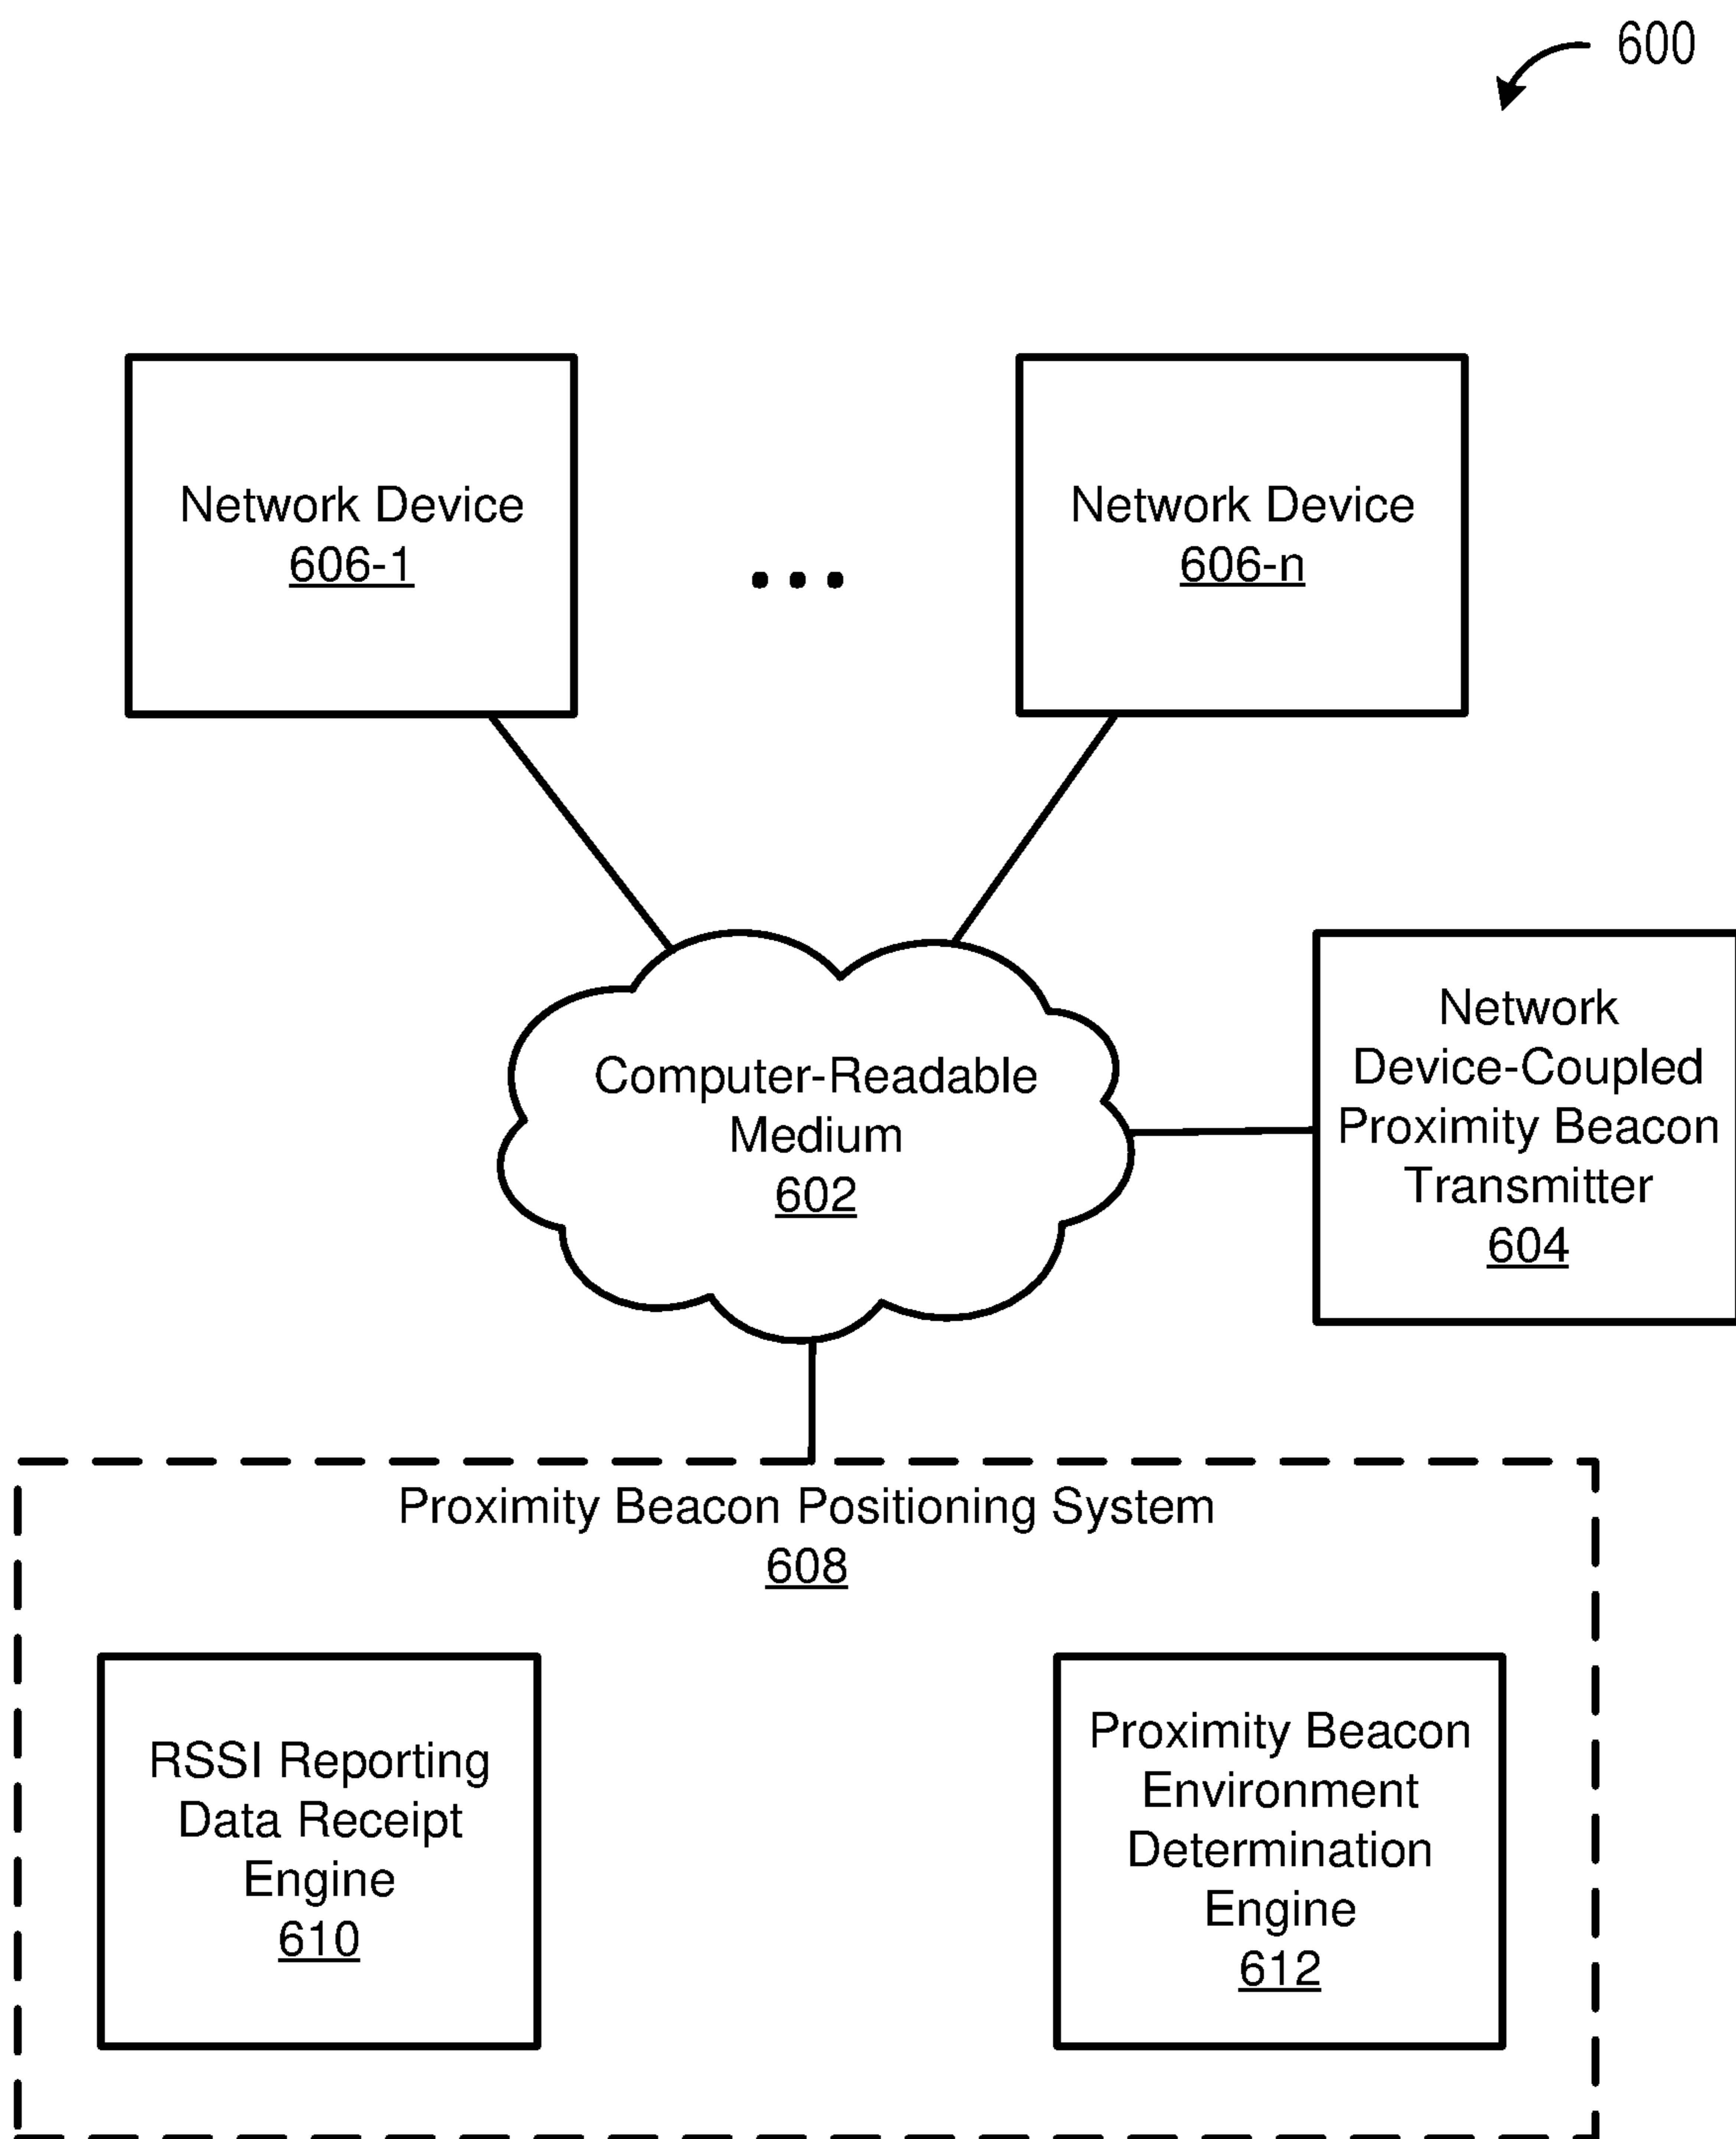 600
Network Device
606-1
Network Device
606-n
Computer-Readable
Medium
602
Network
Device-Coupled
Proximity Beacon
Transmitter
604
Proximity Beacon Positioning System
608
RSSI Reporting
Data Receipt
Engine
610
Proximity Beacon
Environment
Determination
Engine
612